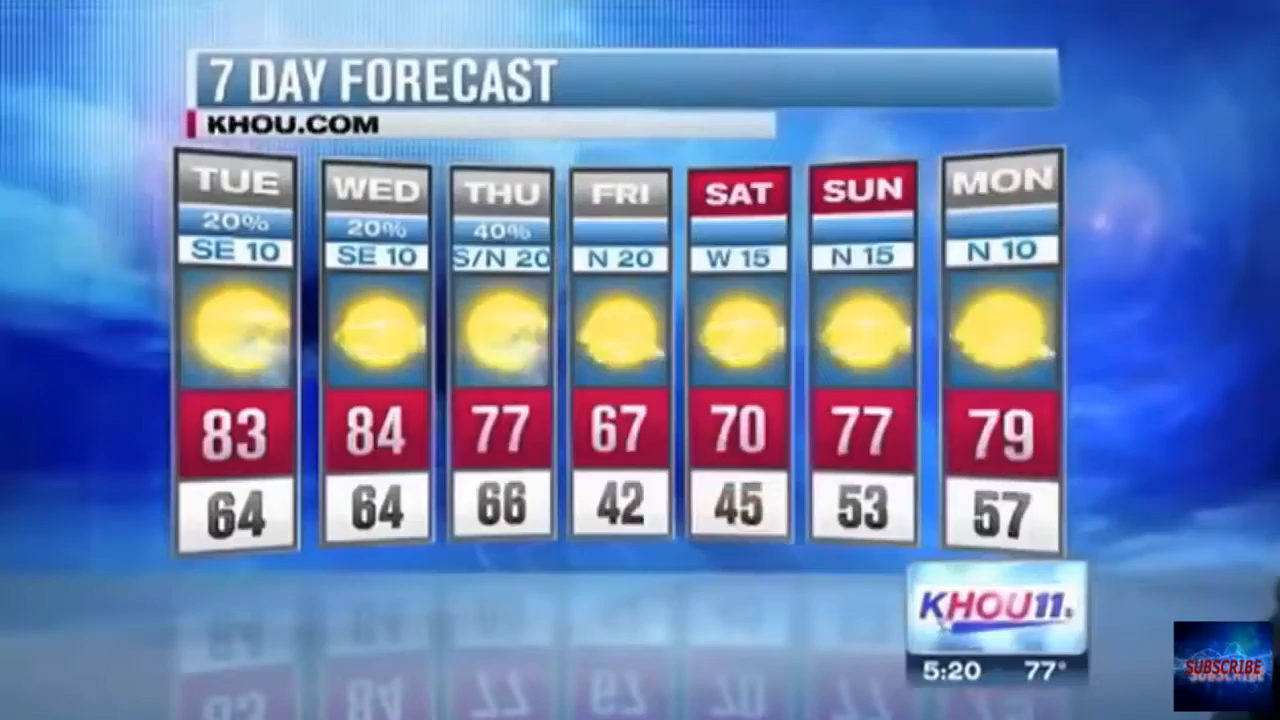 7 DAY FORECAST
KHOU.COM
TUE WED THU FRI SAT SUN MON
20% 20% 40%
SE 10 SE 10 S/N 20 N 20 W 15 N 15 N 10
83 84 77 67 70 77 79
64 64 66 42 45 53 57
KHOU11
5:20 77°
SUBSCRIBE